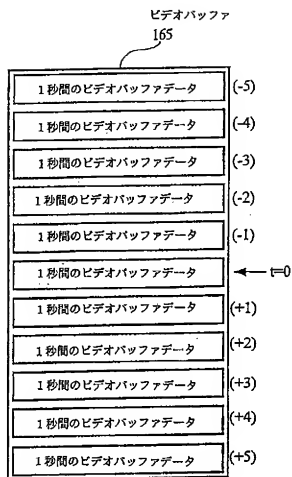 ビデオバッファ
165
1秒間のビデオバッファデータ (-5)
1秒間のビデオバッファデータ (-4)
1秒間のビデオバッファデータ (-3)
1秒間のビデオバッファデータ (-2)
1秒間のビデオバッファデータ (-1)
1秒間のビデオバッファデータ t=0
1秒間のビデオバッファデータ (+1)
1秒間のビデオバッファデータ (+2)
1秒間のビデオバッファデータ (+3)
1秒間のビデオバッファデータ (+4)
1秒間のビデオバッファデータ (+5)